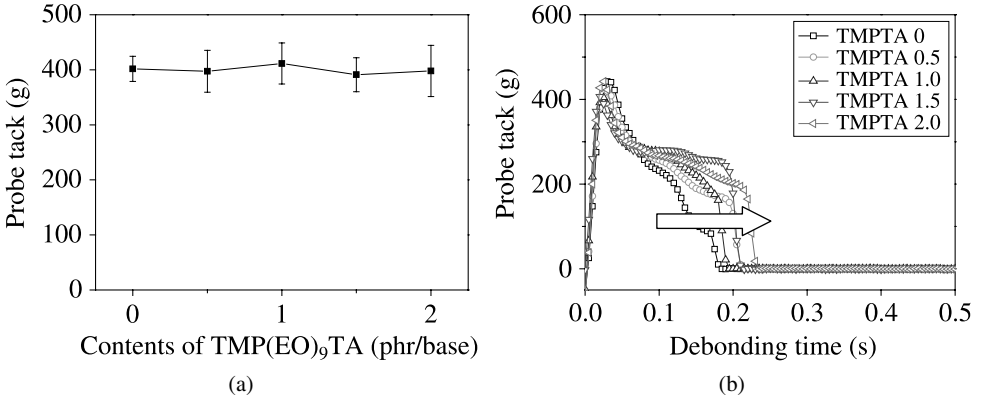 500
400
300
200
100
0
Probe tack (g)
0
1
2
Contents of TMP(EO)₉TA (phr/base)
(a)
600
400
200
0
Probe tack (g)
TMPTA 0
TMPTA 0.5
TMPTA 1.0
TMPTA 1.5
TMPTA 2.0
0.0
0.1
0.2
0.3
0.4
0.5
Debonding time (s)
(b)